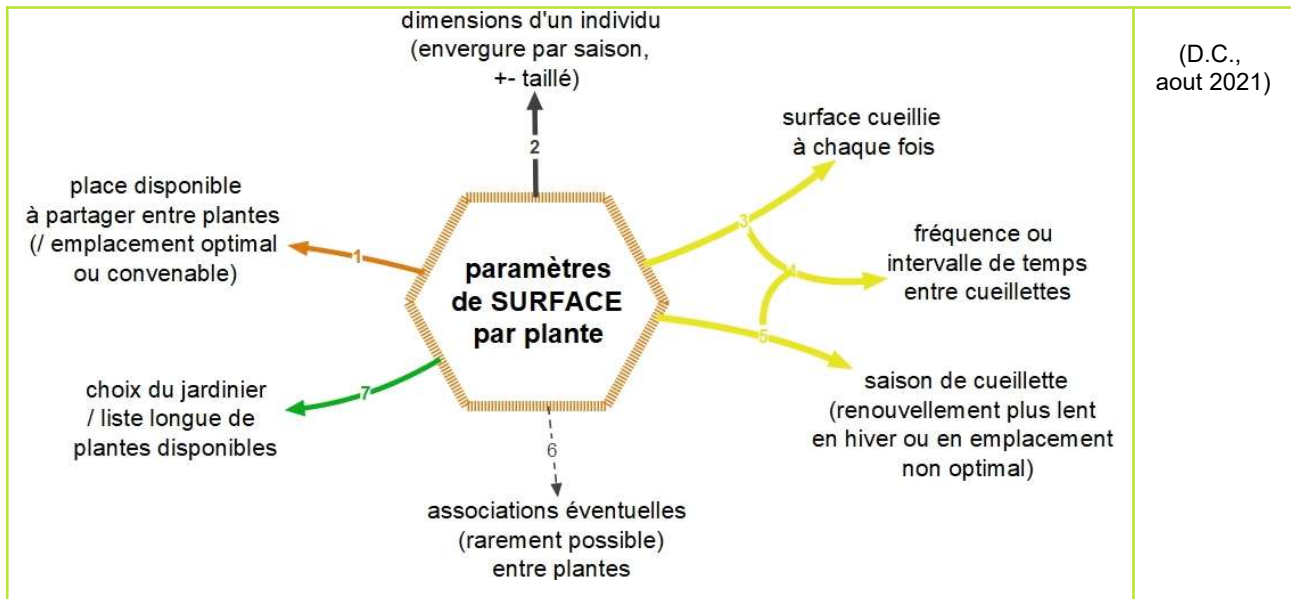 dimensions d'un individu
(envergure par saison,
+- taillé)
(D.C.,
aout 2021)
2
surface cueillie
à chaque fois
place disponible
à partager entre plantes
(/ emplacement optimal
ou convenable)
1
3
paramètres
de SURFACE
par plante
4
fréquence ou
intervalle de temps
entre cueillettes
5
choix du jardinier
/ liste longue de
plantes disponibles
7
saison de cueillette
(renouvellement plus lent
en hiver ou en emplacement
non optimal)
6
associations éventuelles
(rarement possible)
entre plantes